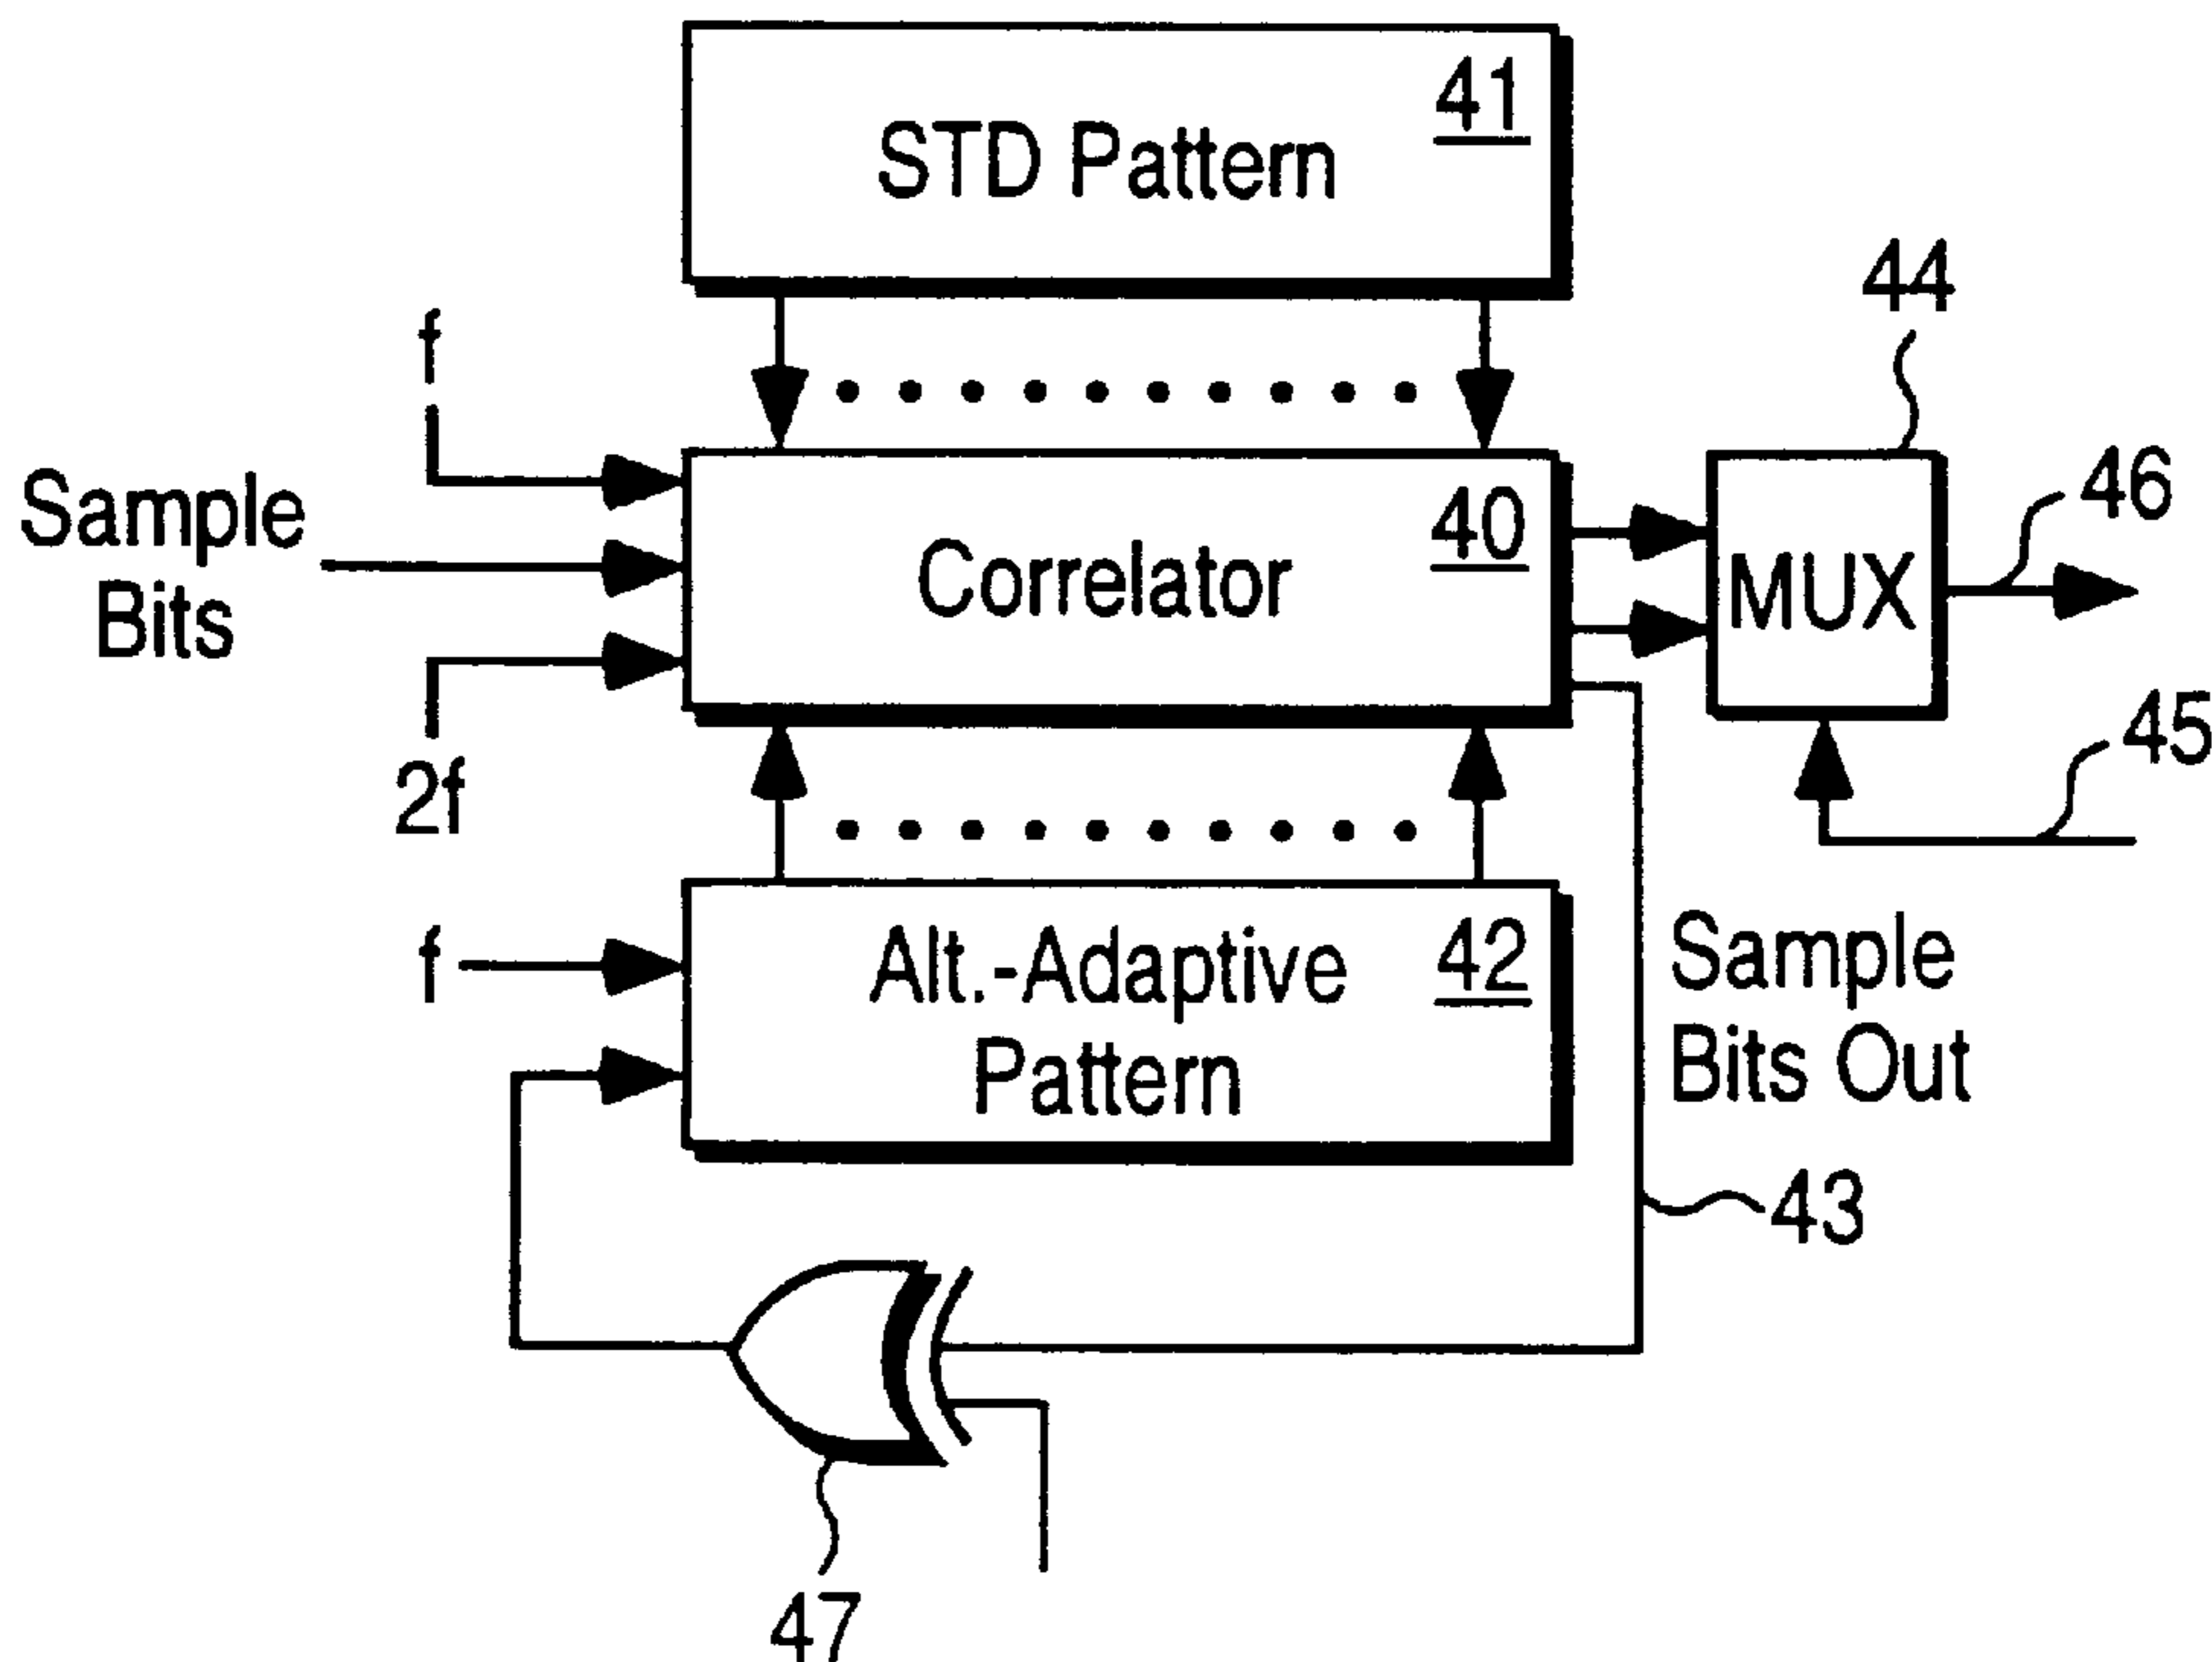 41
STD Pattern
44
f
Sample
Bits
40
Correlator
MUX
46
2f
45
f
42
Alt.-Adaptive
Pattern
Sample
Bits Out
43
47